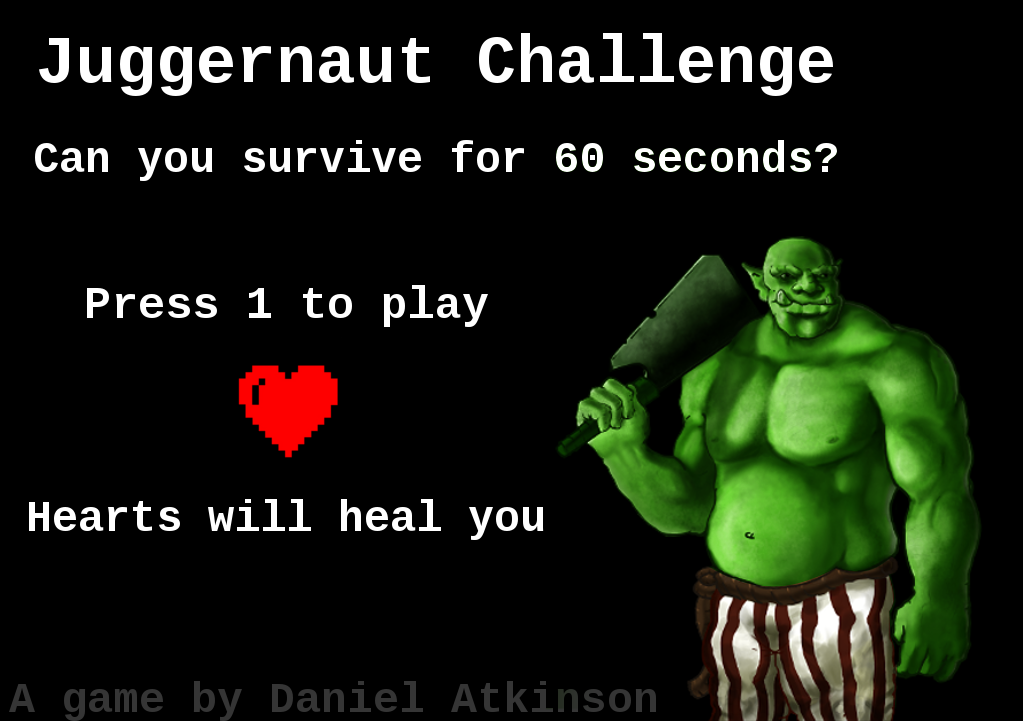 Juggernaut Challenge
Can you survive for 60 seconds?
Press 1 to play
Hearts will heal you
A game by Daniel Atkinson